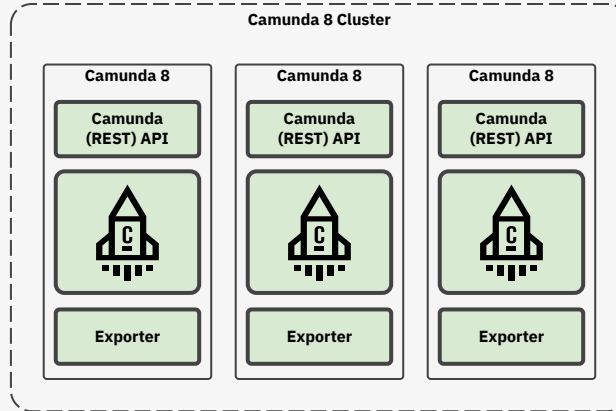 Camunda 8 Cluster
Camunda 8
Camunda
(REST) API
C
Exporter
Camunda 8
Camunda
(REST) API
C
Exporter
Camunda 8
Camunda
(REST) API
C
Exporter